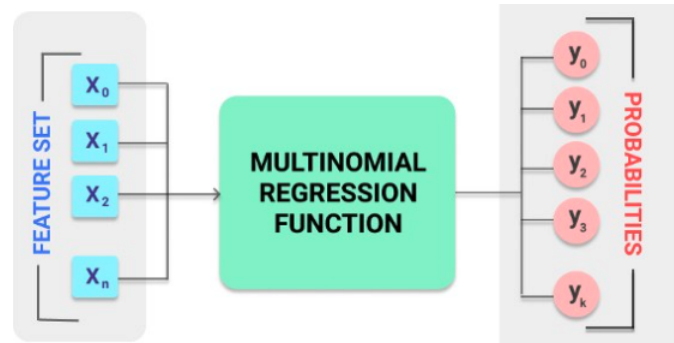 FEATURE SET
X0
X1
X2
Xn
MULTINOMIAL
REGRESSION
FUNCTION
y0
y1
y2
y3
yk
PROBABILITIES